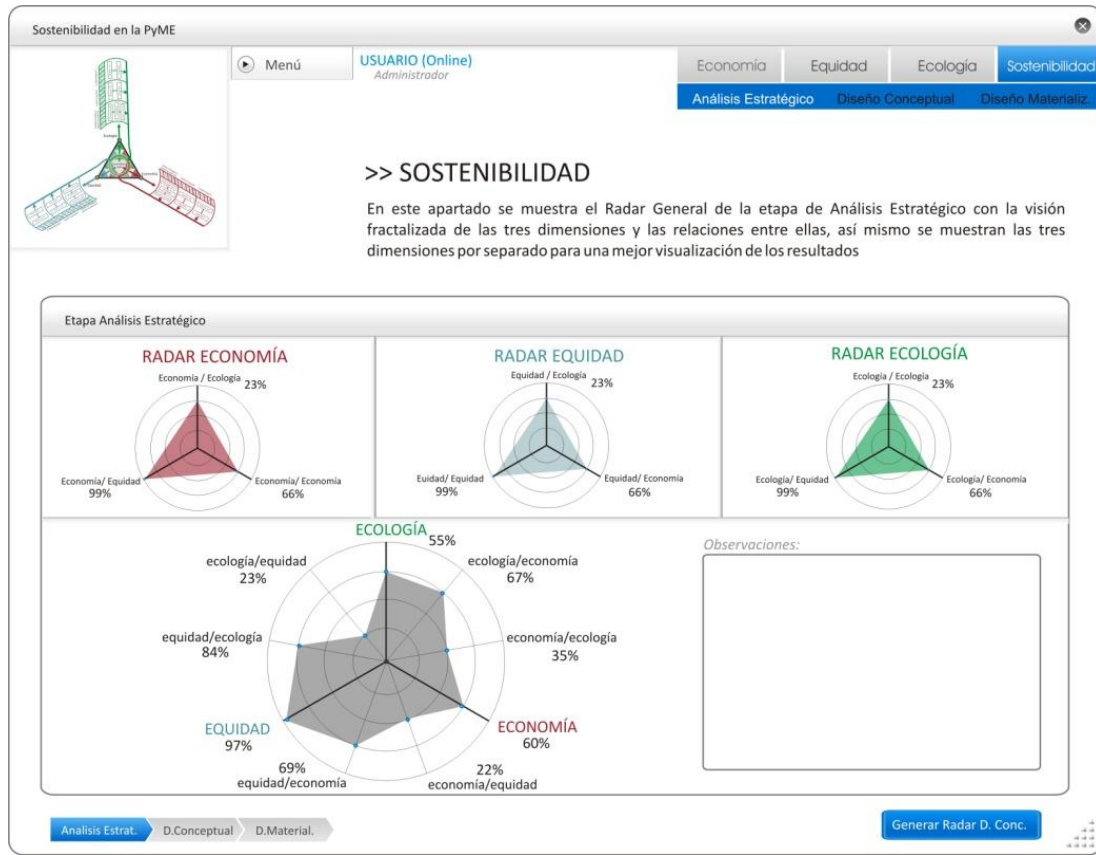 Sostenibilidad en la PyME
Menú
USUARIO (Online)
Administrador
Economía
Equidad
Ecología
Sostenibilidad
Análisis Estratégico
Diseño Conceptual
Diseño Materializ.
Ecología
Equidad
Economía
>> SOSTENIBILIDAD
En este apartado se muestra el Radar General de la etapa de Análisis Estratégico con la visión
fractalizada de las tres dimensiones y las relaciones entre ellas, así mismo se muestran las tres
dimensiones por separado para una mejor visualización de los resultados
Etapa Análisis Estratégico
RADAR ECONOMÍA
Economía / Ecología
23%
Economía/ Equidad
99%
Economía/ Economía
66%
RADAR EQUIDAD
Equidad / Ecología
23%
Euidad/ Equidad
99%
Equidad/ Economía
66%
RADAR ECOLOGÍA
Ecología / Ecología
23%
Ecología/ Equidad
99%
Ecología/ Economía
66%
ECOLOGÍA
55%
ecología/equidad
23%
ecología/economía
67%
equidad/ecología
84%
economía/ecología
35%
EQUIDAD
97%
ECONOMÍA
60%
69%
equidad/economía
22%
economía/equidad
Observaciones:
Analisis Estrat.
D.Conceptual
D.Material.
Generar Radar D. Conc.